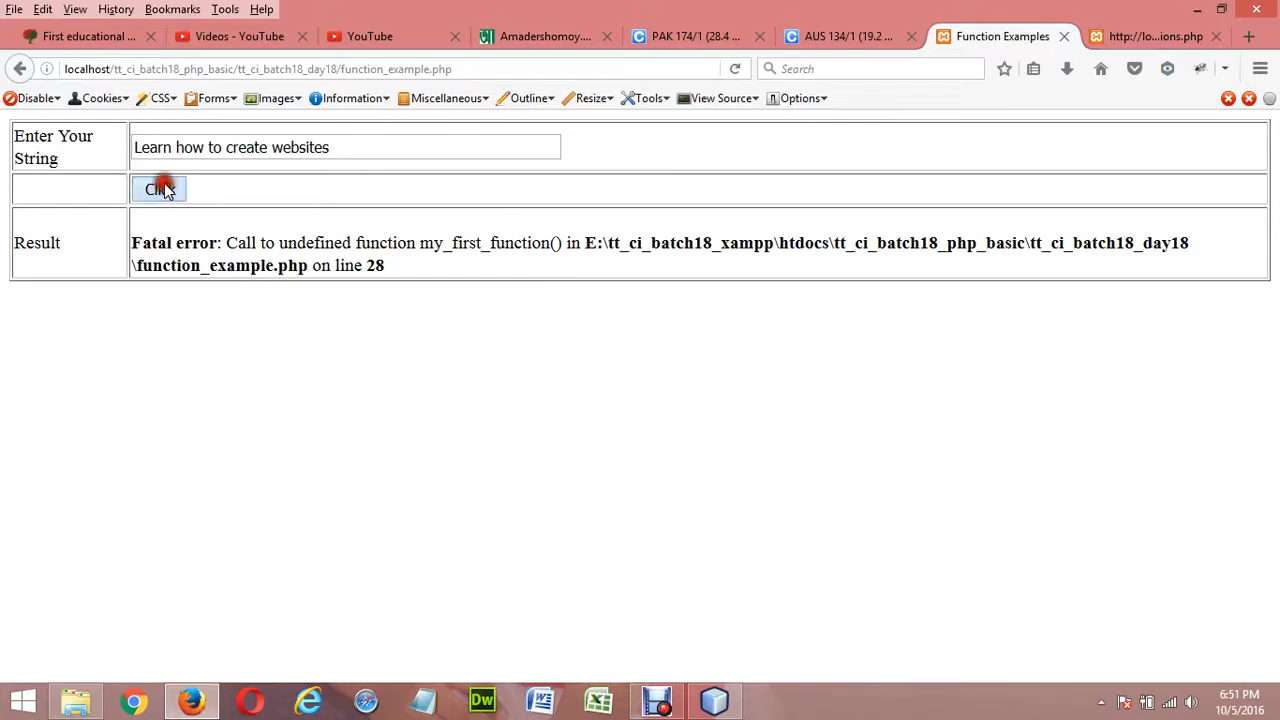 File Edit View History Bookmarks Tools Help
First educational ... Videos - YouTube YouTube Amadershomoy.... PAK 174/1 (28.4 ... AUS 134/1 (19.2 ... Function Examples http://lo...ions.php
localhost/tt_ci_batch18_php_basic/tt_ci_batch18_day18/function_example.php Search
Disable Cookies CSS Forms Images Information Miscellaneous Outline Resize Tools View Source Options
Enter Your
String
Learn how to create websites
Click
Result
Fatal error: Call to undefined function my_first_function() in E:\tt_ci_batch18_xampp\htdocs\tt_ci_batch18_php_basic\tt_ci_batch18_day18
\function_example.php on line 28
6:51 PM
10/5/2016